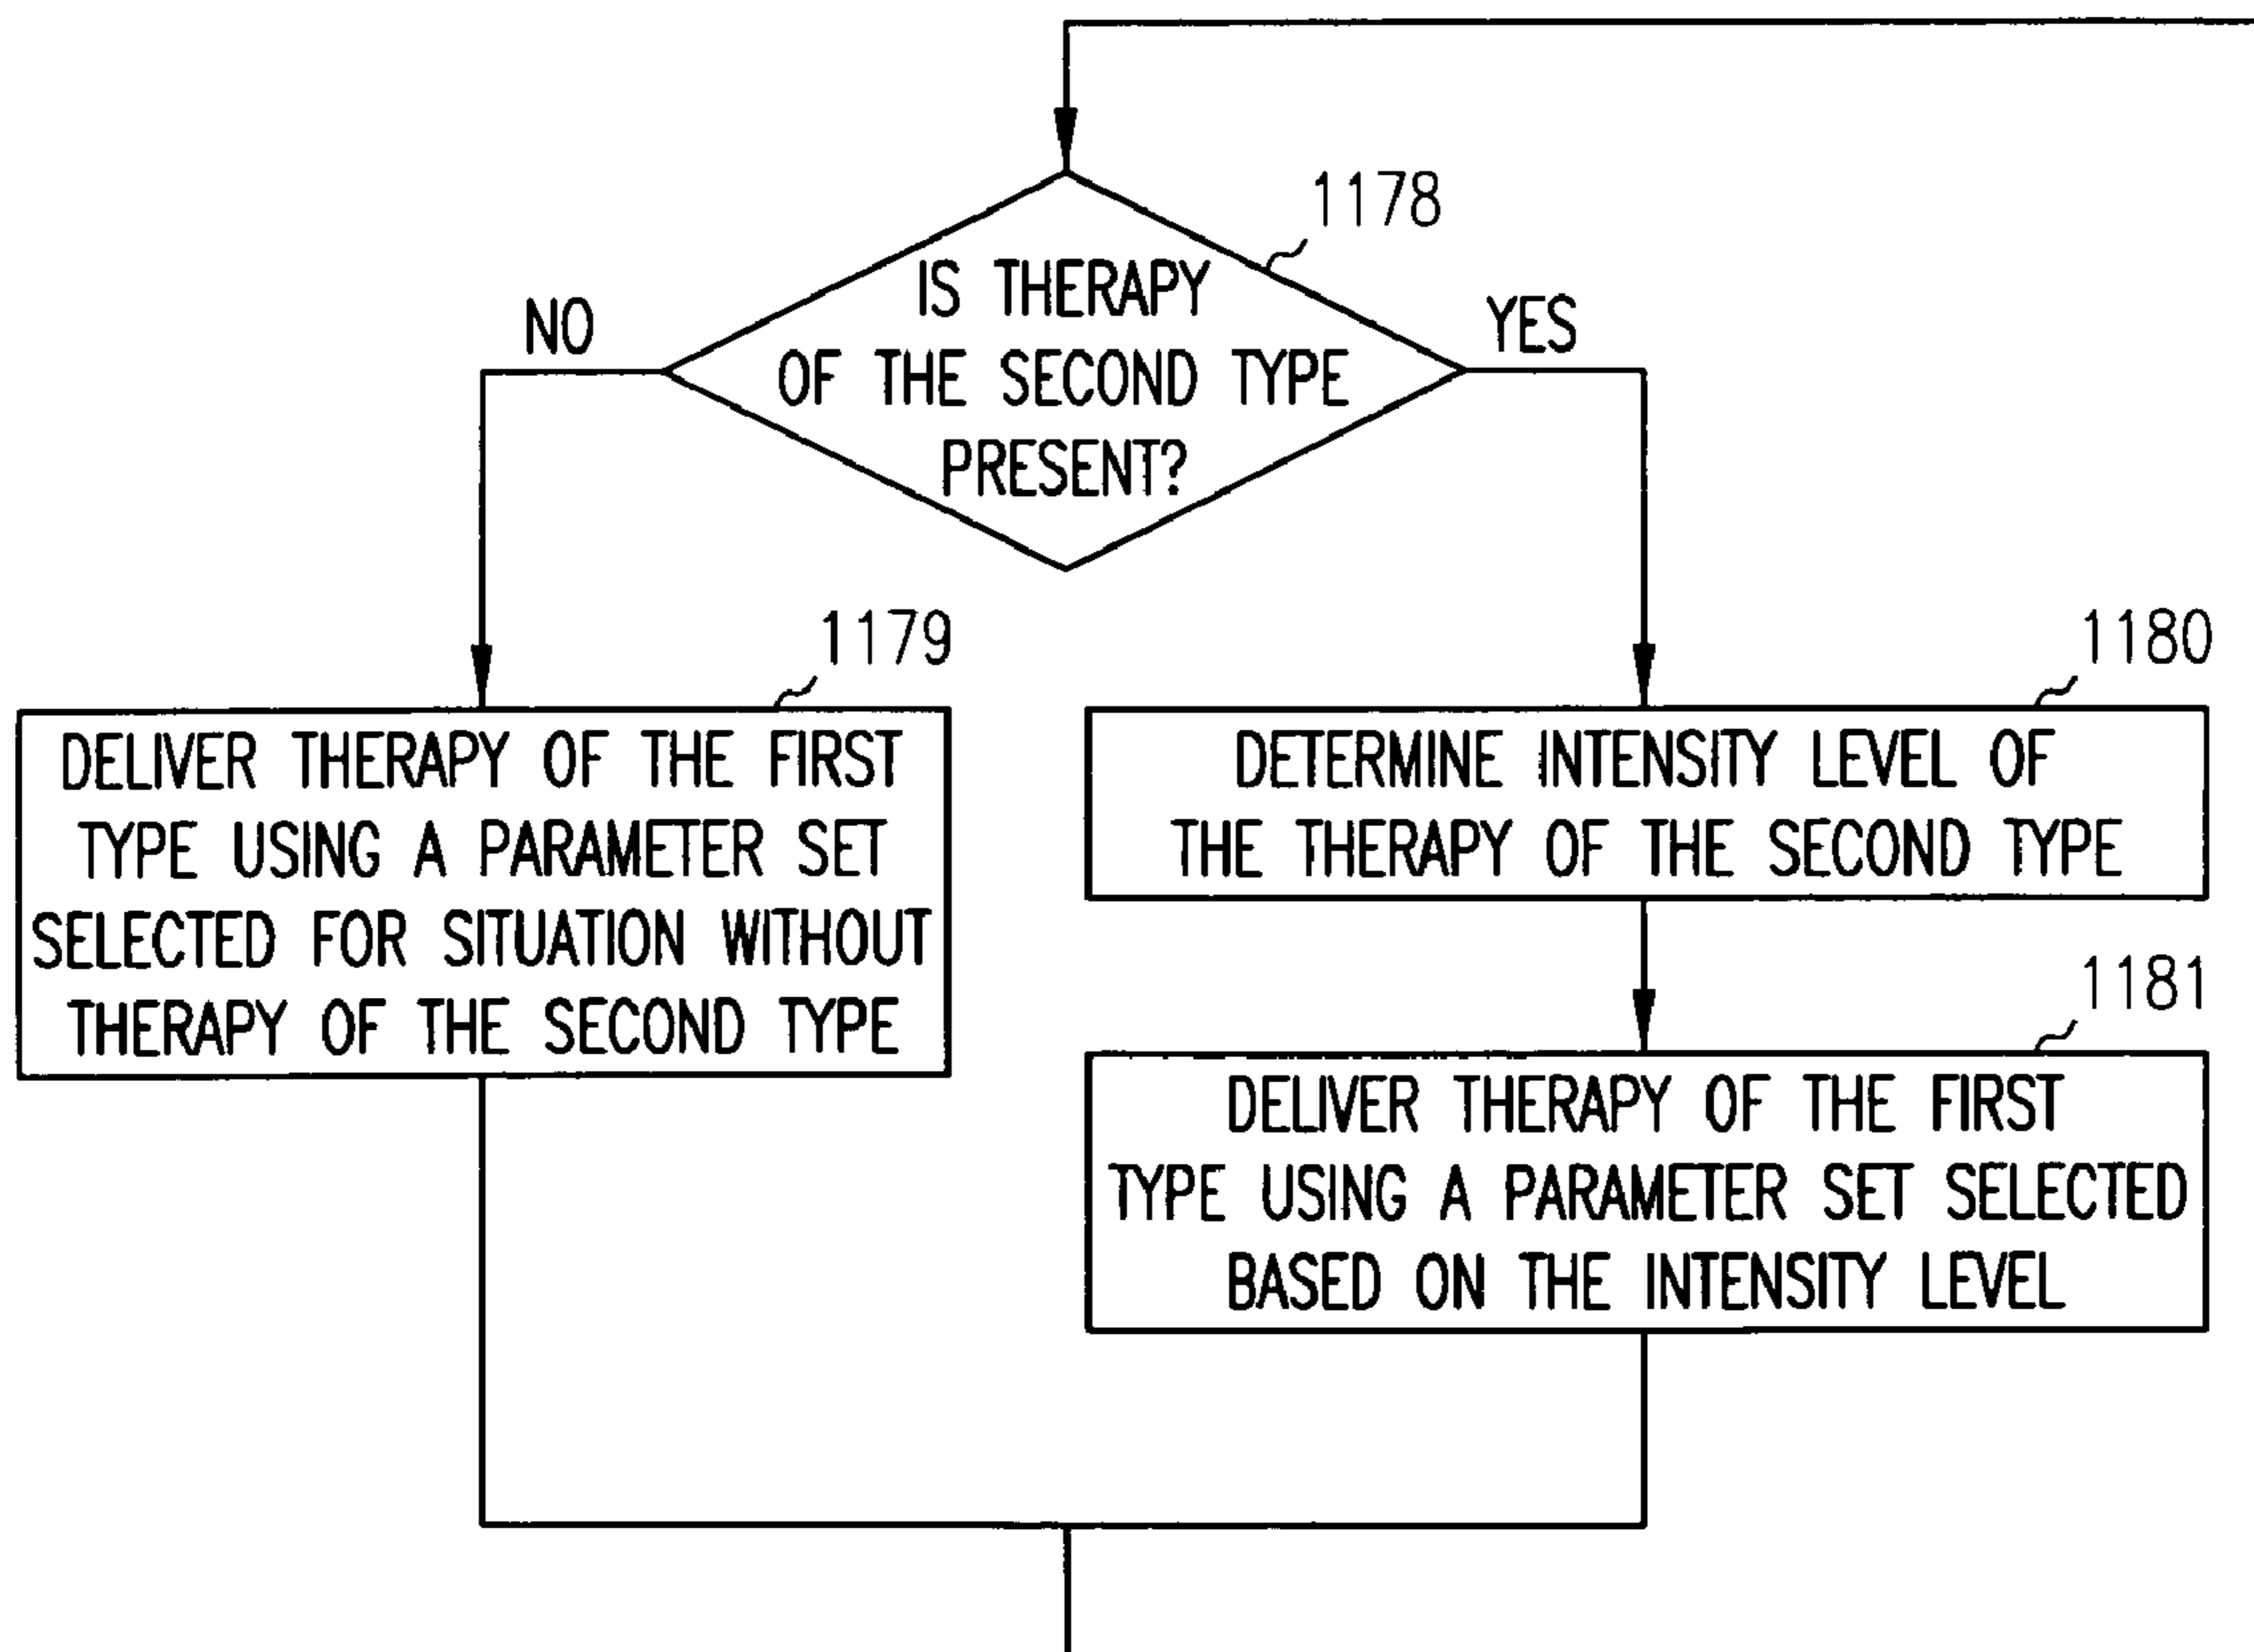 1178
IS THERAPY
OF THE SECOND TYPE
PRESENT?
NO
YES
1179
DELIVER THERAPY OF THE FIRST
TYPE USING A PARAMETER SET
SELECTED FOR SITUATION WITHOUT
THERAPY OF THE SECOND TYPE
1180
DETERMINE INTENSITY LEVEL OF
THE THERAPY OF THE SECOND TYPE
1181
DELIVER THERAPY OF THE FIRST
TYPE USING A PARAMETER SET SELECTED
BASED ON THE INTENSITY LEVEL